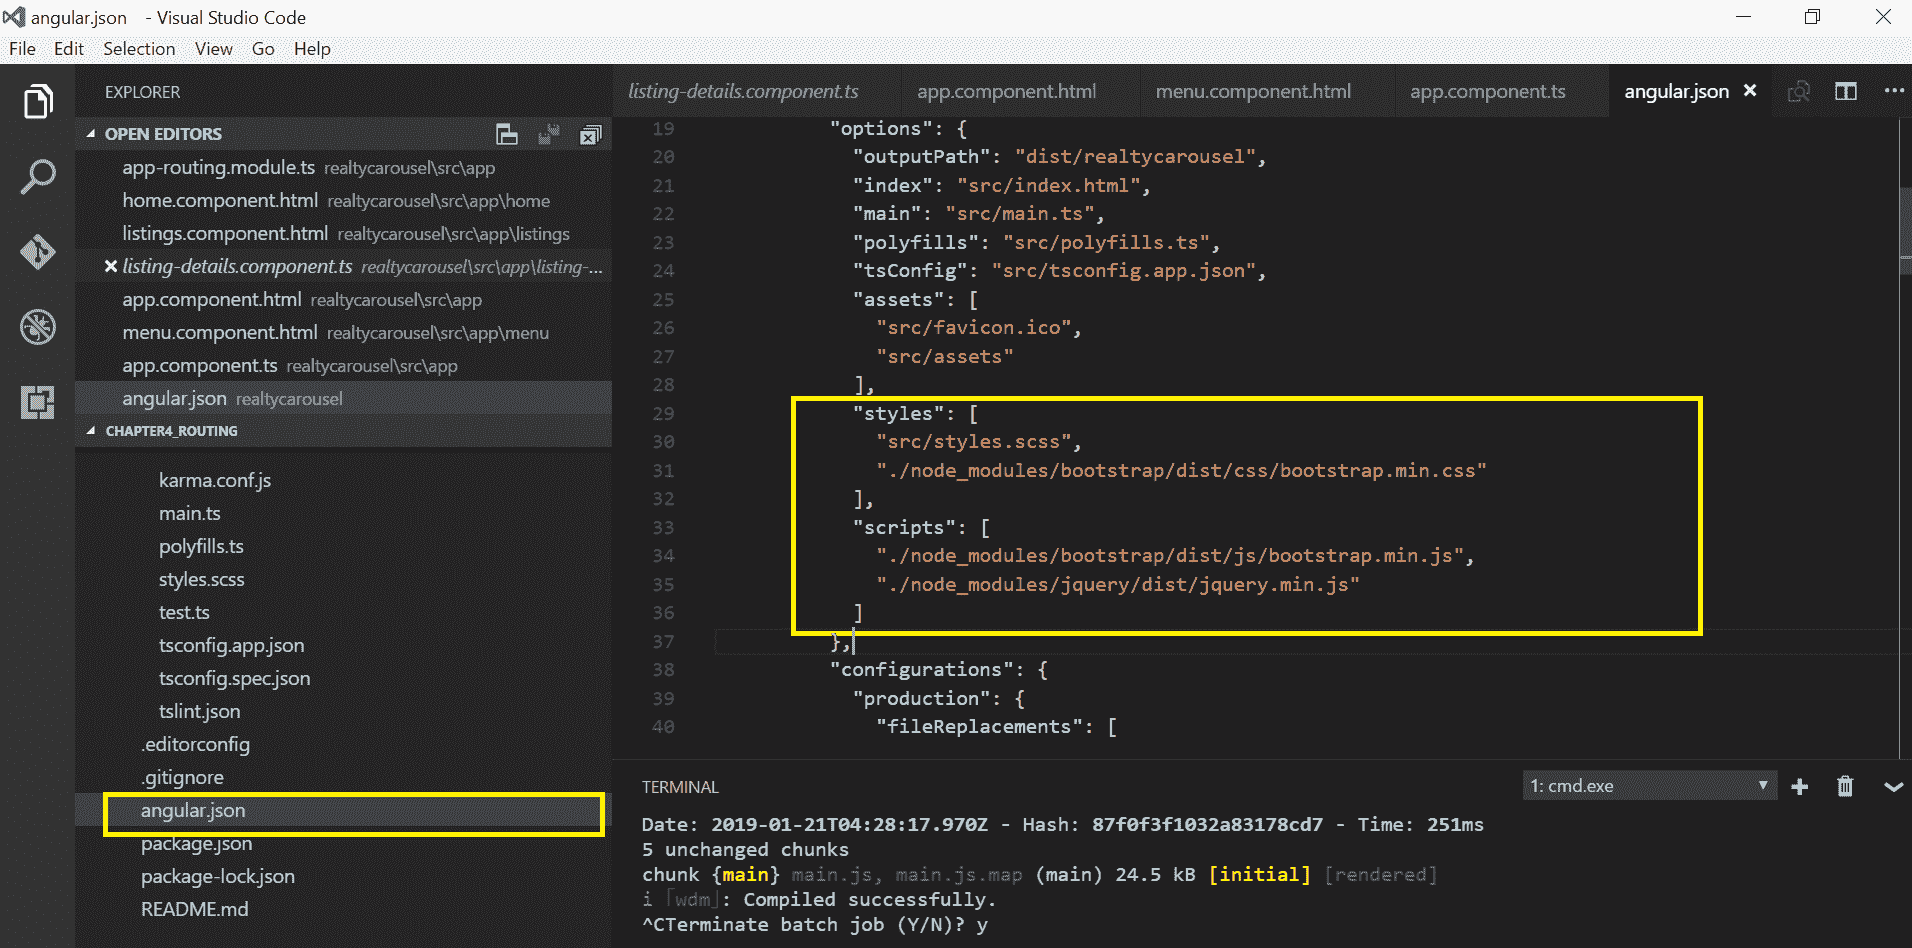 angular.json - Visual Studio Code
File Edit Selection View Go Help
EXPLORER
OPEN EDITORS
app-routing.module.ts realtycarousel\src\app
home.component.html realtycarousel\src\app\home
listings.component.html realtycarousel\src\app\listings
listing-details.component.ts realtycarousel\src\app\listing-...
app.component.html realtycarousel\src\app
menu.component.html realtycarousel\src\app\menu
app.component.ts realtycarousel\src\app
angular.json realtycarousel
CHAPTER4_ROUTING
karma.conf.js
main.ts
polyfills.ts
styles.scss
test.ts
tsconfig.app.json
tsconfig.spec.json
tslint.json
.editorconfig
.gitignore
angular.json
package.json
package-lock.json
README.md
listing-details.component.ts app.component.html menu.component.html app.component.ts angular.json
19 "options": {
20 "outputPath": "dist/realtycarousel",
21 "index": "src/index.html",
22 "main": "src/main.ts",
23 "polyfills": "src/polyfills.ts",
24 "tsConfig": "src/tsconfig.app.json",
25 "assets": [
26 "src/favicon.ico",
27 "src/assets"
28 ],
29 "styles": [
30 "src/styles.scss",
31 "./node_modules/bootstrap/dist/css/bootstrap.min.css"
32 ],
33 "scripts": [
34 "./node_modules/bootstrap/dist/js/bootstrap.min.js",
35 "./node_modules/jquery/dist/jquery.min.js"
36 ]
37 },
38 "configurations": {
39 "production": {
40 "fileReplacements": [
TERMINAL
1: cmd.exe
Date: 2019-01-21T04:28:17.970Z - Hash: 87f0f3f1032a83178cd7 - Time: 251ms
5 unchanged chunks
chunk {main} main.js, main.js.map (main) 24.5 kB [initial] [rendered]
i ｢wdm｣: Compiled successfully.
^CTerminate batch job (Y/N)? y